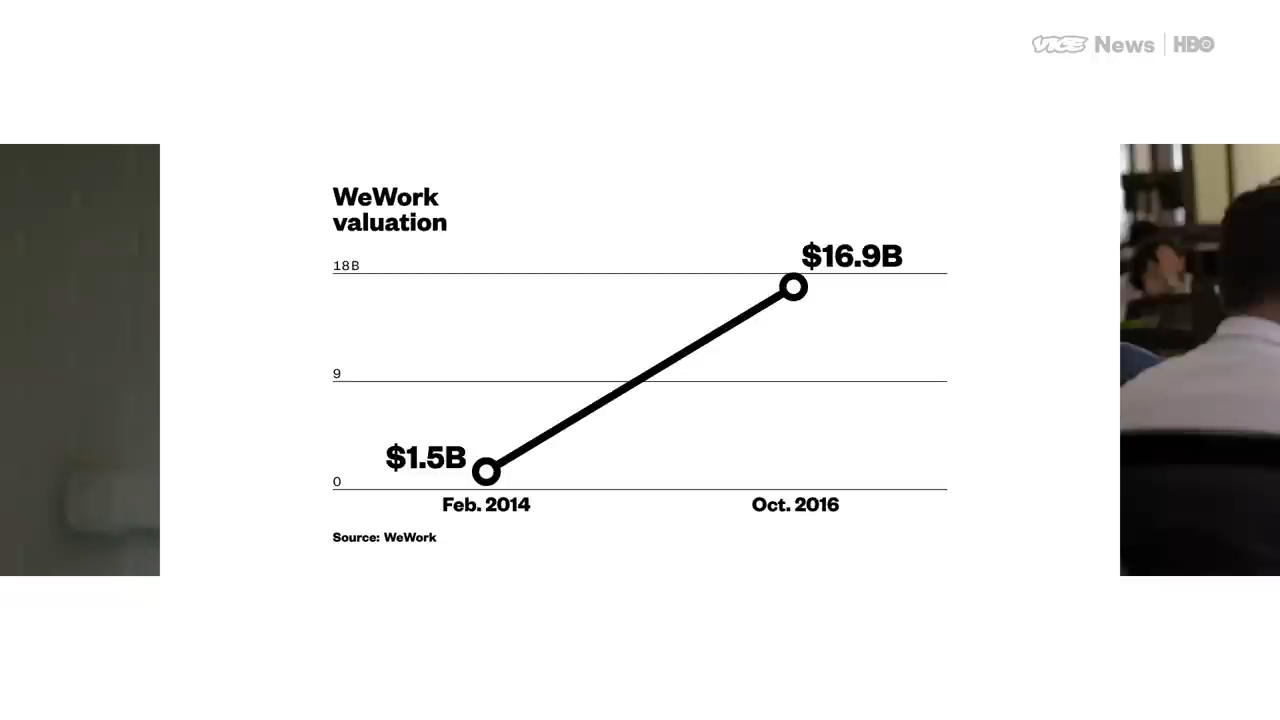 VICE News | HBO
WeWork
valuation
$16.9B
18B
9
$1.5B
0
Feb. 2014 Oct. 2016
Source: WeWork